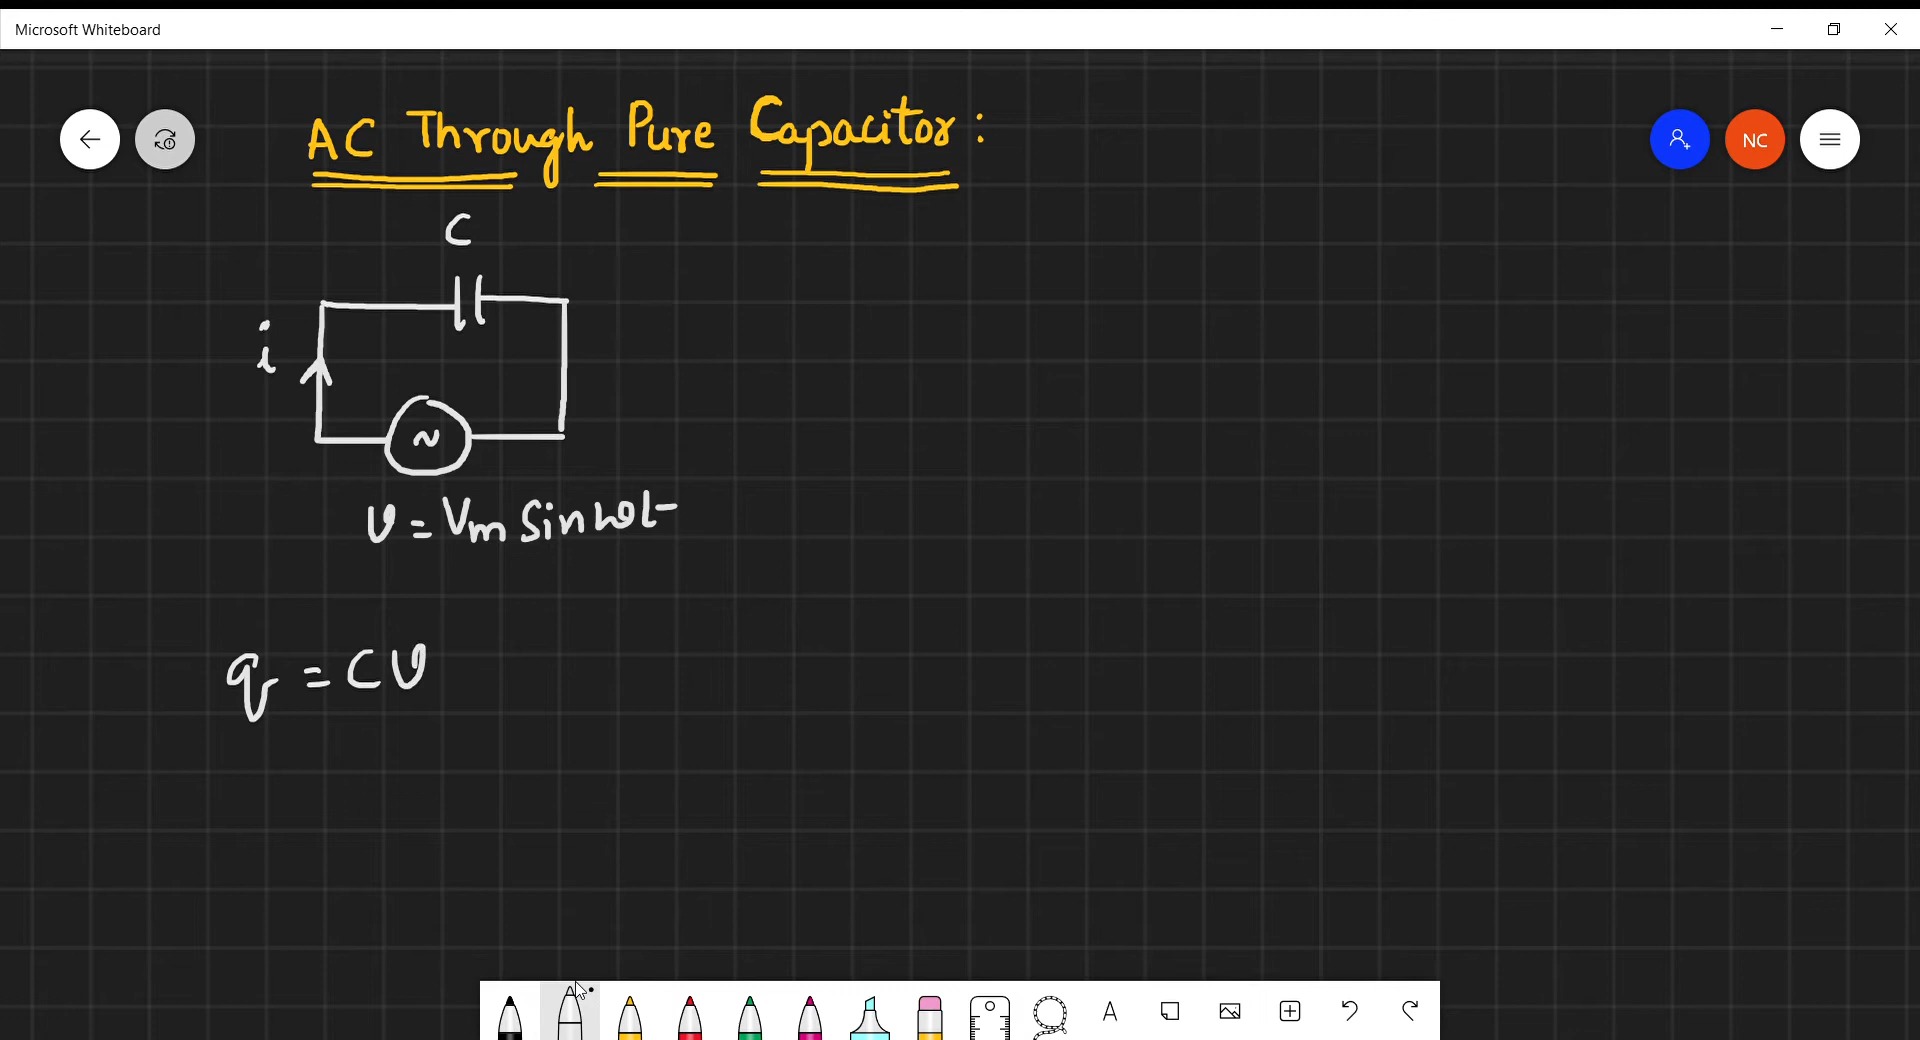 Microsoft Whiteboard
AC Through Pure Capacitor :
NC
C
i
~
v = Vm Sin ωt
q = CV
A